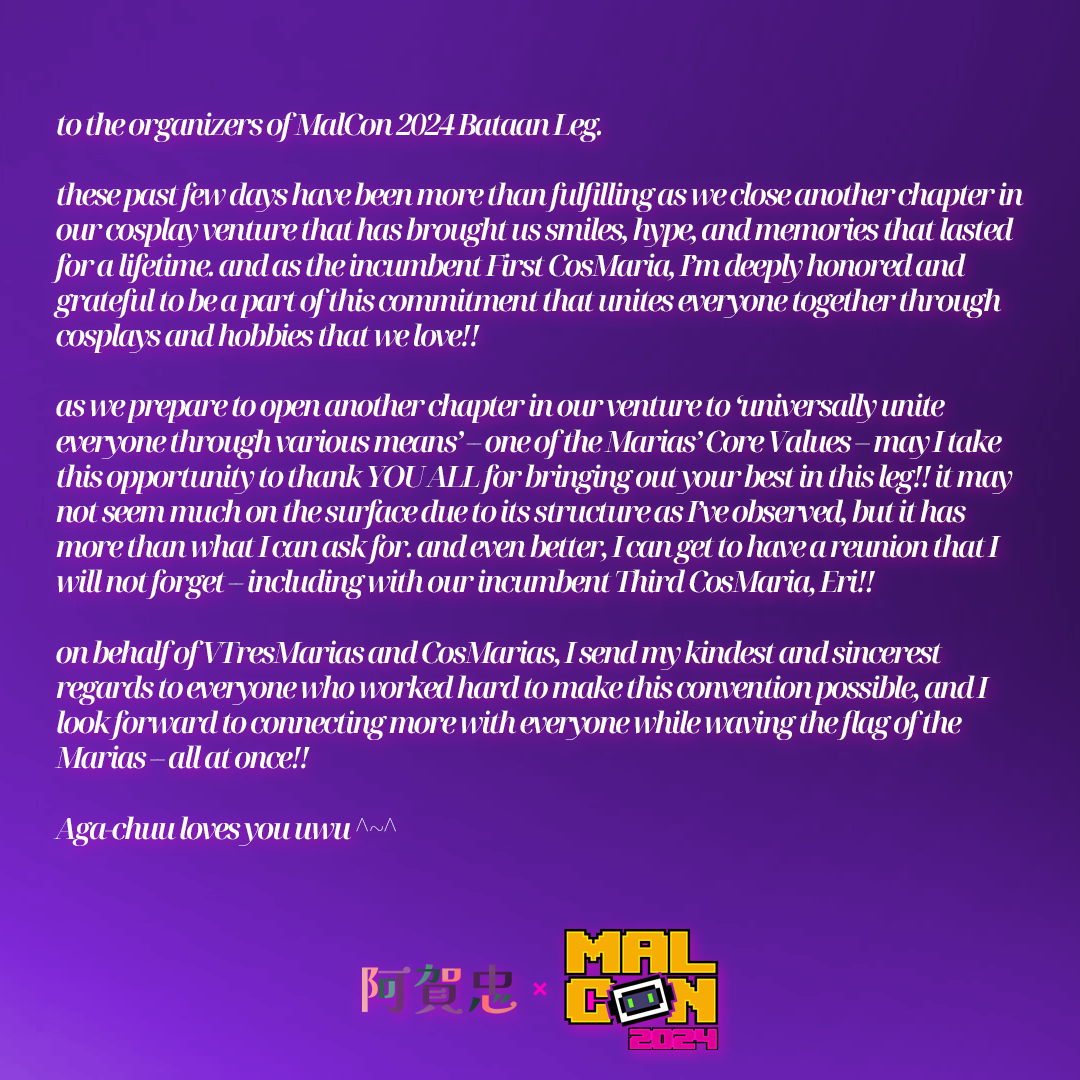 to the organizers of MalCon 2024 Bataan Leg.
these past few days have been more than fulfilling as we close another chapter in
our cosplay venture that has brought us smiles, hype, and memories that lasted
for a lifetime. and as the incumbent First CosMaria, I'm deeply honored and
grateful to be a part of this commitment that unites everyone together through
cosplays and hobbies that we love!!
as we prepare to open another chapter in our venture to ‘universally unite
everyone through various means’ – one of the Marias’ Core Values – may I take
this opportunity to thank YOU ALL for bringing out your best in this leg!! it may
not seem much on the surface due to its structure as I’ve observed, but it has
more than what I can ask for. and even better, I can get to have a reunion that I
will not forget – including with our incumbent Third CosMaria, Eri!!
on behalf of VTresMarias and CosMarias, I send my kindest and sincerest
regards to everyone who worked hard to make this convention possible, and I
look forward to connecting more with everyone while waving the flag of the
Marias – all at once!!
Aga-chuu loves you uwu ^~^
阿賀忠 × MAL
CON
2024